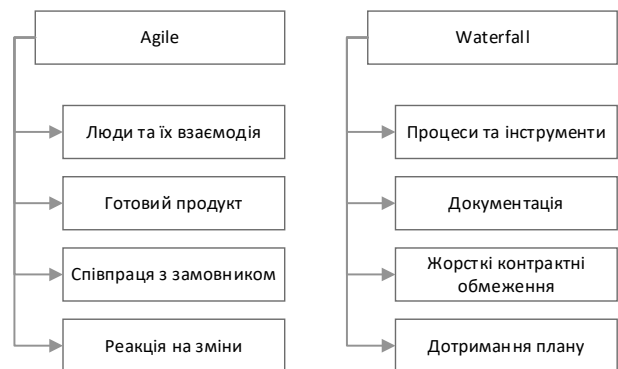 Agile
Люди та їх взаємодія
Готовий продукт
Співпраця з замовником
Реакція на зміни
Waterfall
Процеси та інструменти
Документація
Жорсткі контрактні
обмеження
Дотримання плану